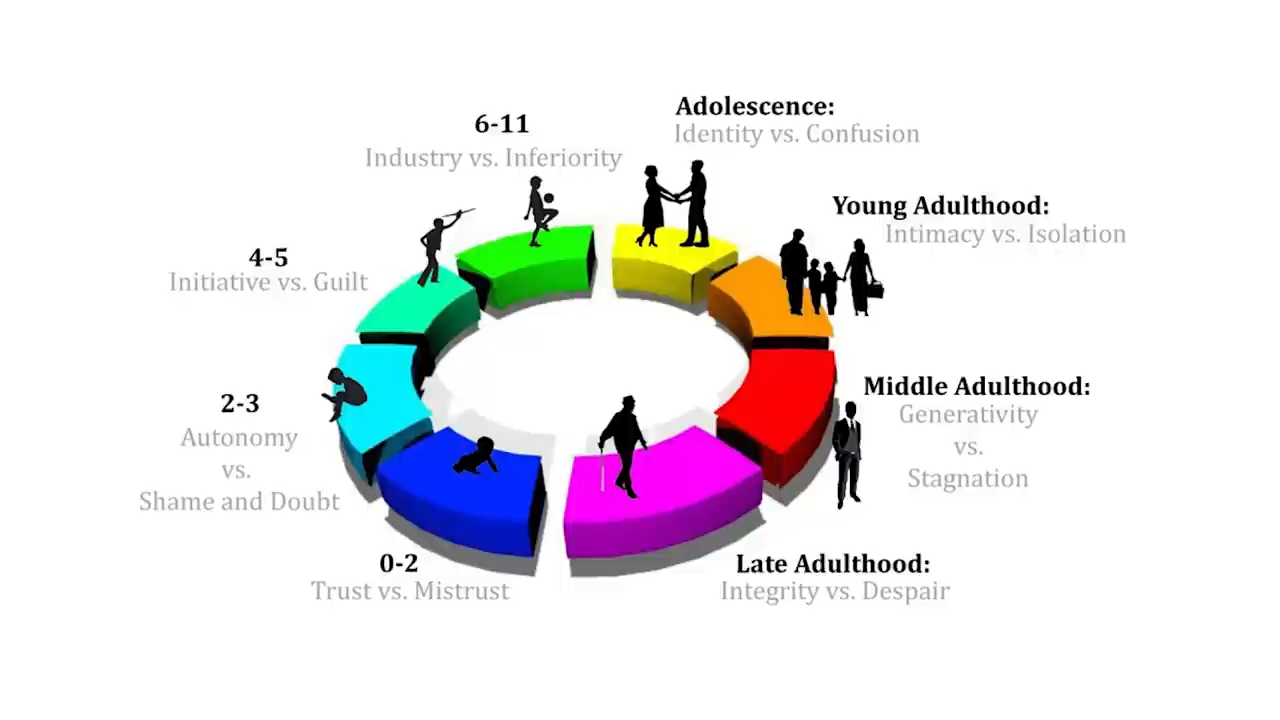 Adolescence:
Identity vs. Confusion
6-11
Industry vs. Inferiority
Young Adulthood:
Intimacy vs. Isolation
4-5
Initiative vs. Guilt
Middle Adulthood:
Generativity
vs.
Stagnation
2-3
Autonomy
vs.
Shame and Doubt
0-2
Trust vs. Mistrust
Late Adulthood:
Integrity vs. Despair